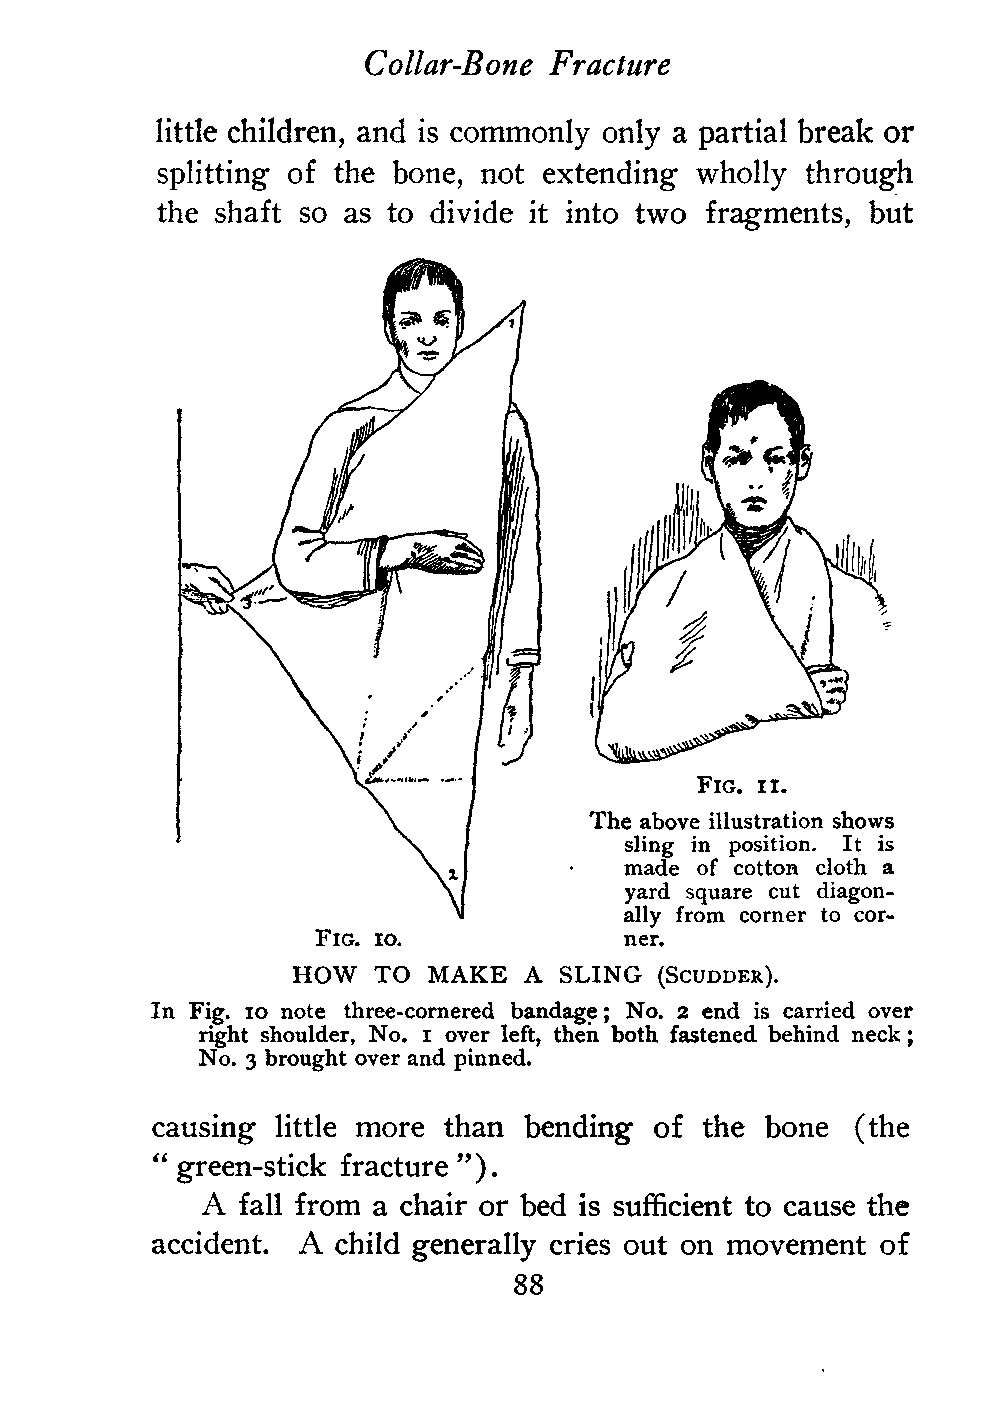 Collar-Bone Fracture
little children, and is commonly only a partial break or
splitting of the bone, not extending wholly through
the shaft so as to divide it into two fragments, but
1
3
2
FIG. 11.
The above illustration shows
sling in position. It is
made of cotton cloth a
yard square cut diagon-
ally from corner to cor-
ner.
FIG. 10.
HOW TO MAKE A SLING (SCUDDER).
In Fig. 10 note three-cornered bandage; No. 2 end is carried over
right shoulder, No. 1 over left, then both fastened behind neck;
No. 3 brought over and pinned.
causing little more than bending of the bone (the
“green-stick fracture”).
A fall from a chair or bed is sufficient to cause the
accident. A child generally cries out on movement of
88